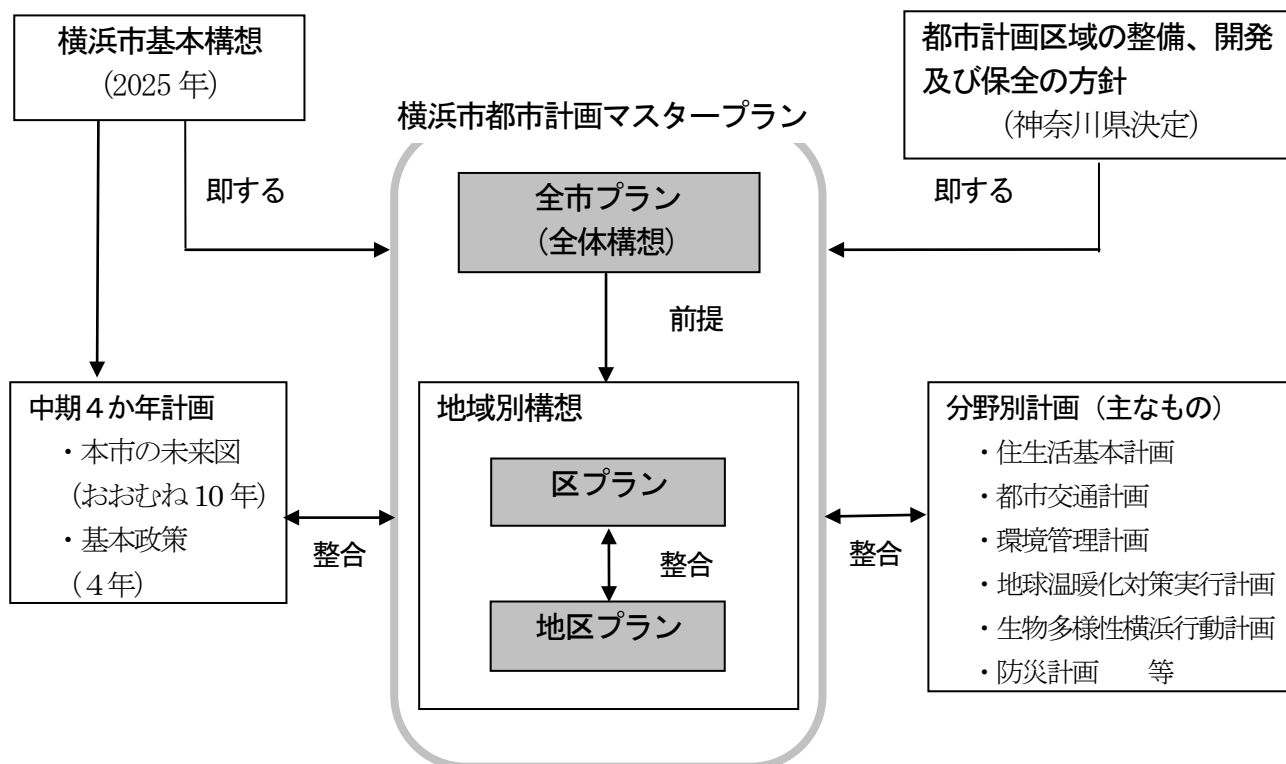 横浜市基本構想
(2025 年)
都市計画区域の整備、開発
及び保全の方針
(神奈川県決定)
横浜市都市計画マスタープラン
即する
全市プラン
(全体構想)
即する
前提
中期４か年計画
・本市の未来図
(おおむね 10 年)
・基本政策
(４年)
整合
地域別構想
区プラン
整合
地区プラン
整合
分野別計画（主なもの）
・住生活基本計画
・都市交通計画
・環境管理計画
・地球温暖化対策実行計画
・生物多様性横浜行動計画
・防災計画　　等